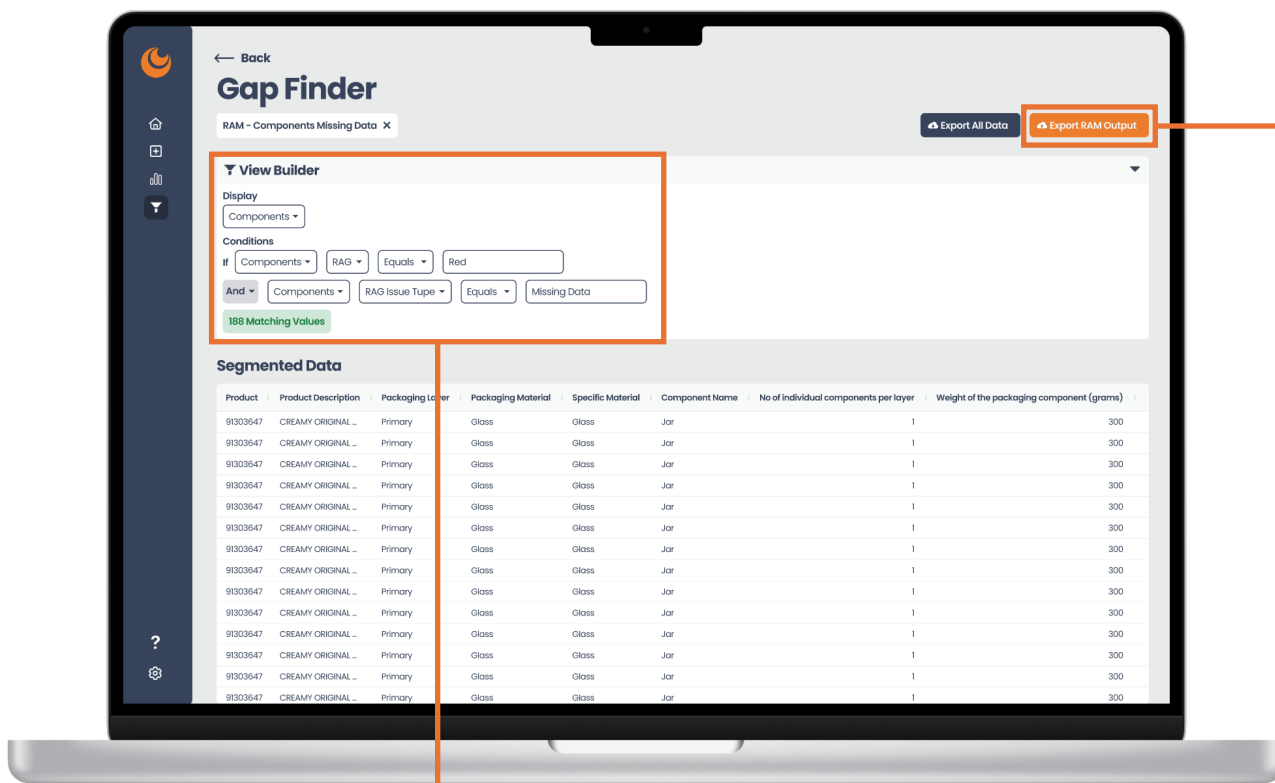 ← Back
Gap Finder
RAM - Components Missing Data ✕
Export All Data
Export RAM Output
View Builder
Display
Components
Conditions
If Components RAG Equals Red
And Components RAG Issue Tupe Equals Missing Data
188 Matching Values
Segmented Data
Product Product Description Packaging Layer Packaging Material Specific Material Component Name No of individual components per layer Weight of the packaging component (grams)
91303647 CREAMY ORIGINAL ... Primary Glass Glass Jar 1 300
91303647 CREAMY ORIGINAL ... Primary Glass Glass Jar 1 300
91303647 CREAMY ORIGINAL ... Primary Glass Glass Jar 1 300
91303647 CREAMY ORIGINAL ... Primary Glass Glass Jar 1 300
91303647 CREAMY ORIGINAL ... Primary Glass Glass Jar 1 300
91303647 CREAMY ORIGINAL ... Primary Glass Glass Jar 1 300
91303647 CREAMY ORIGINAL ... Primary Glass Glass Jar 1 300
91303647 CREAMY ORIGINAL ... Primary Glass Glass Jar 1 300
91303647 CREAMY ORIGINAL ... Primary Glass Glass Jar 1 300
91303647 CREAMY ORIGINAL ... Primary Glass Glass Jar 1 300
91303647 CREAMY ORIGINAL ... Primary Glass Glass Jar 1 300
91303647 CREAMY ORIGINAL ... Primary Glass Glass Jar 1 300
91303647 CREAMY ORIGINAL ... Primary Glass Glass Jar 1 300
91303647 CREAMY ORIGINAL ... Primary Glass Glass Jar 1 300
?